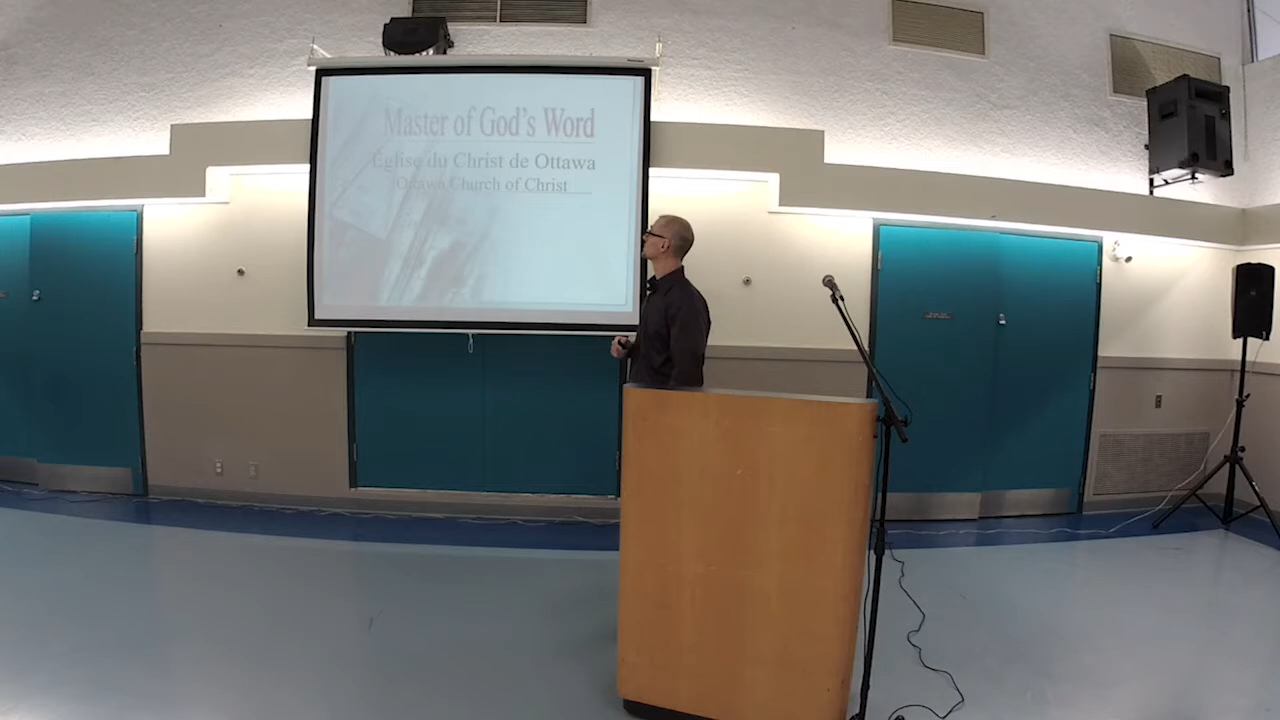 Master of God's Word
Église du Christ de Ottawa
Ottawa Church of Christ